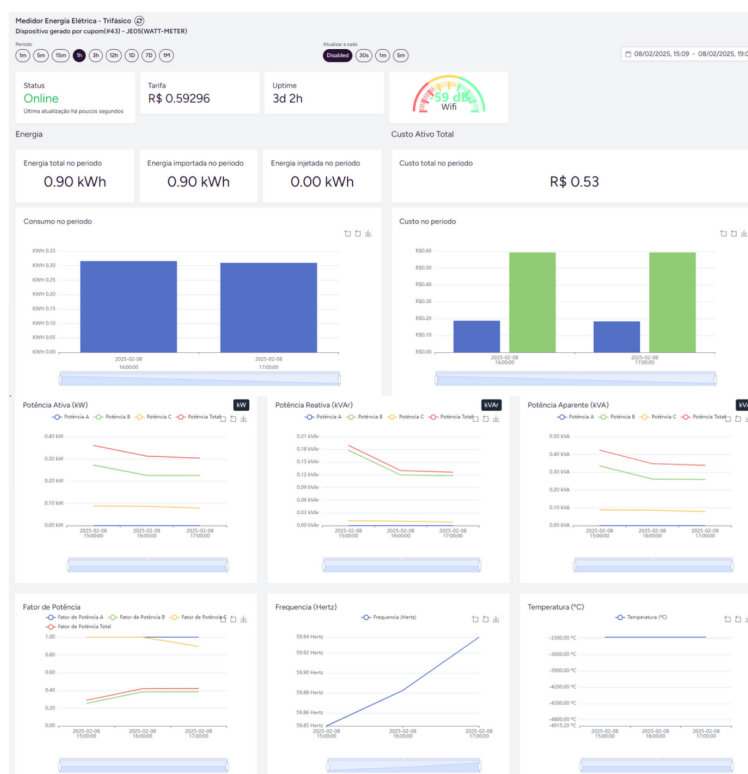 Medidor Energia Elétrica - Trifásico
Dispositivo gerado por cupom(#43) - JE05(WATT-METER)
Periodo
1m 5m 15m 1h 3h 12h 1D 7D 1M
Atualizar a cada
Disabled 30s 1m 5m
08/02/2025, 15:09 - 08/02/2025, 19:0
Status
Online
Última atualização há poucos segundos
Tarifa
R$ 0.59296
Uptime
3d 2h
-59 dB
Wifi
Energia
Custo Ativo Total
Energia total no periodo
0.90 kWh
Energia importada no periodo
0.90 kWh
Energia injetada no periodo
0.00 kWh
Custo total no periodo
R$ 0.53
Consumo no periodo
KWH 0.35
KWH 0.30
KWH 0.25
KWH 0.20
KWH 0.15
KWH 0.10
KWH 0.05
KWH 0.00
2025-02-08 16:00:00
2025-02-08 17:00:00
Custo no periodo
R$0.60
R$0.50
R$0.40
R$0.30
R$0.20
R$0.10
R$0.00
2025-02-08 16:00:00
2025-02-08 17:00:00
Potência Ativa (kW)
kW
Potência A Potência B Potência C Potência Total
0.40 kW
0.30 kW
0.20 kW
0.10 kW
0.00 kW
2025-02-08 15:00:00
2025-02-08 16:00:00
2025-02-08 17:00:00
Potência Reativa (kVAr)
kVAr
Potência A Potência B Potência C Potência Total
0.21 kVAr
0.18 kVAr
0.15 kVAr
0.12 kVAr
0.09 kVAr
0.06 kVAr
0.03 kVAr
0.00 kVAr
2025-02-08 15:00:00
2025-02-08 16:00:00
2025-02-08 17:00:00
Potência Aparente (kVA)
Potência A Potência B Potência C Potência Total
0.50 kVA
0.40 kVA
0.30 kVA
0.20 kVA
0.10 kVA
0.00 kVA
2025-02-08 15:00:00
2025-02-08 16:00:00
2025-02-08 17:00:00
Fator de Potência
Fator de Potência A Fator de Potência B Fator de Potência C
Fator de Potência Total
1.00
0.80
0.60
0.40
0.20
0.00
2025-02-08 15:00:00
2025-02-08 16:00:00
2025-02-08 17:00:00
Frequencia (Hertz)
Frequencia (Hertz)
59.94 Hertz
59.92 Hertz
59.90 Hertz
59.88 Hertz
59.86 Hertz
59.85 Hertz
2025-02-08 15:00:00
2025-02-08 16:00:00
2025-02-08 17:00:00
Temperatura (°C)
Temperatura (°C)
-3300.00 °C
-3600.00 °C
-3900.00 °C
-4200.00 °C
-4500.00 °C
-4800.00 °C
-4915.20 °C
2025-02-08 15:00:00
2025-02-08 16:00:00
2025-02-08 17:00:00